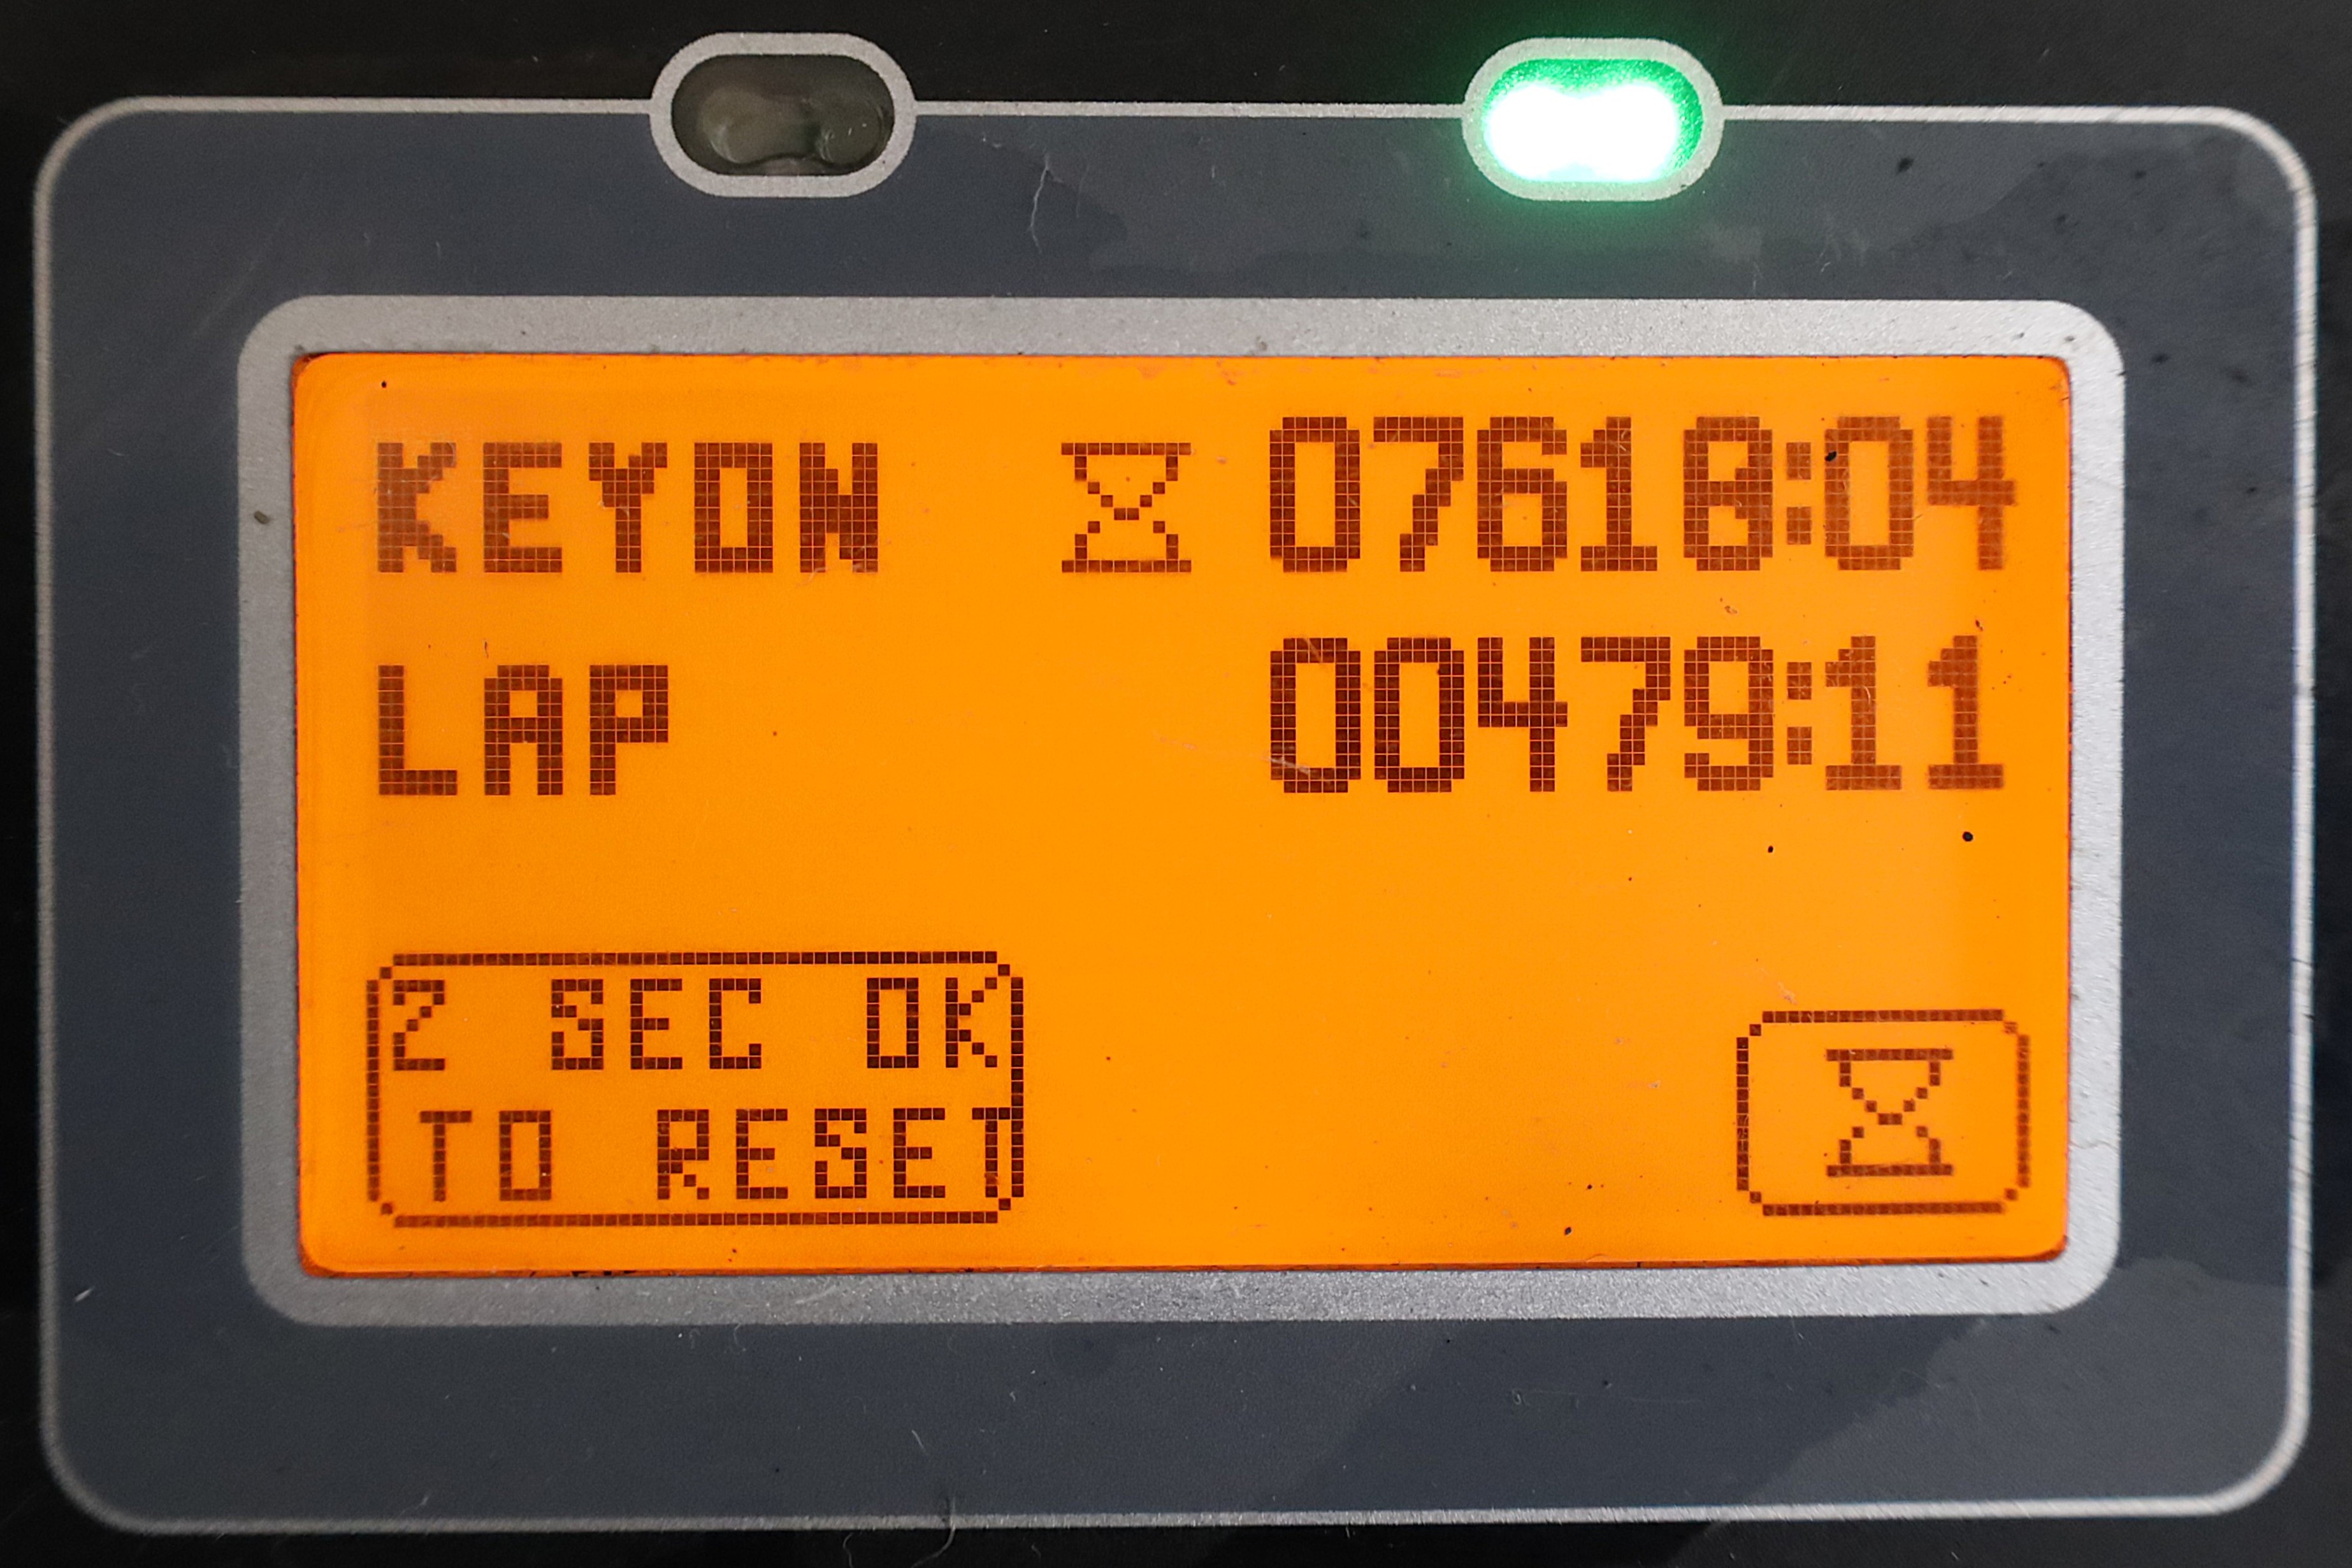 KEYON 07618:04
LAP 00479:11
2 SEC OK
TO RESET